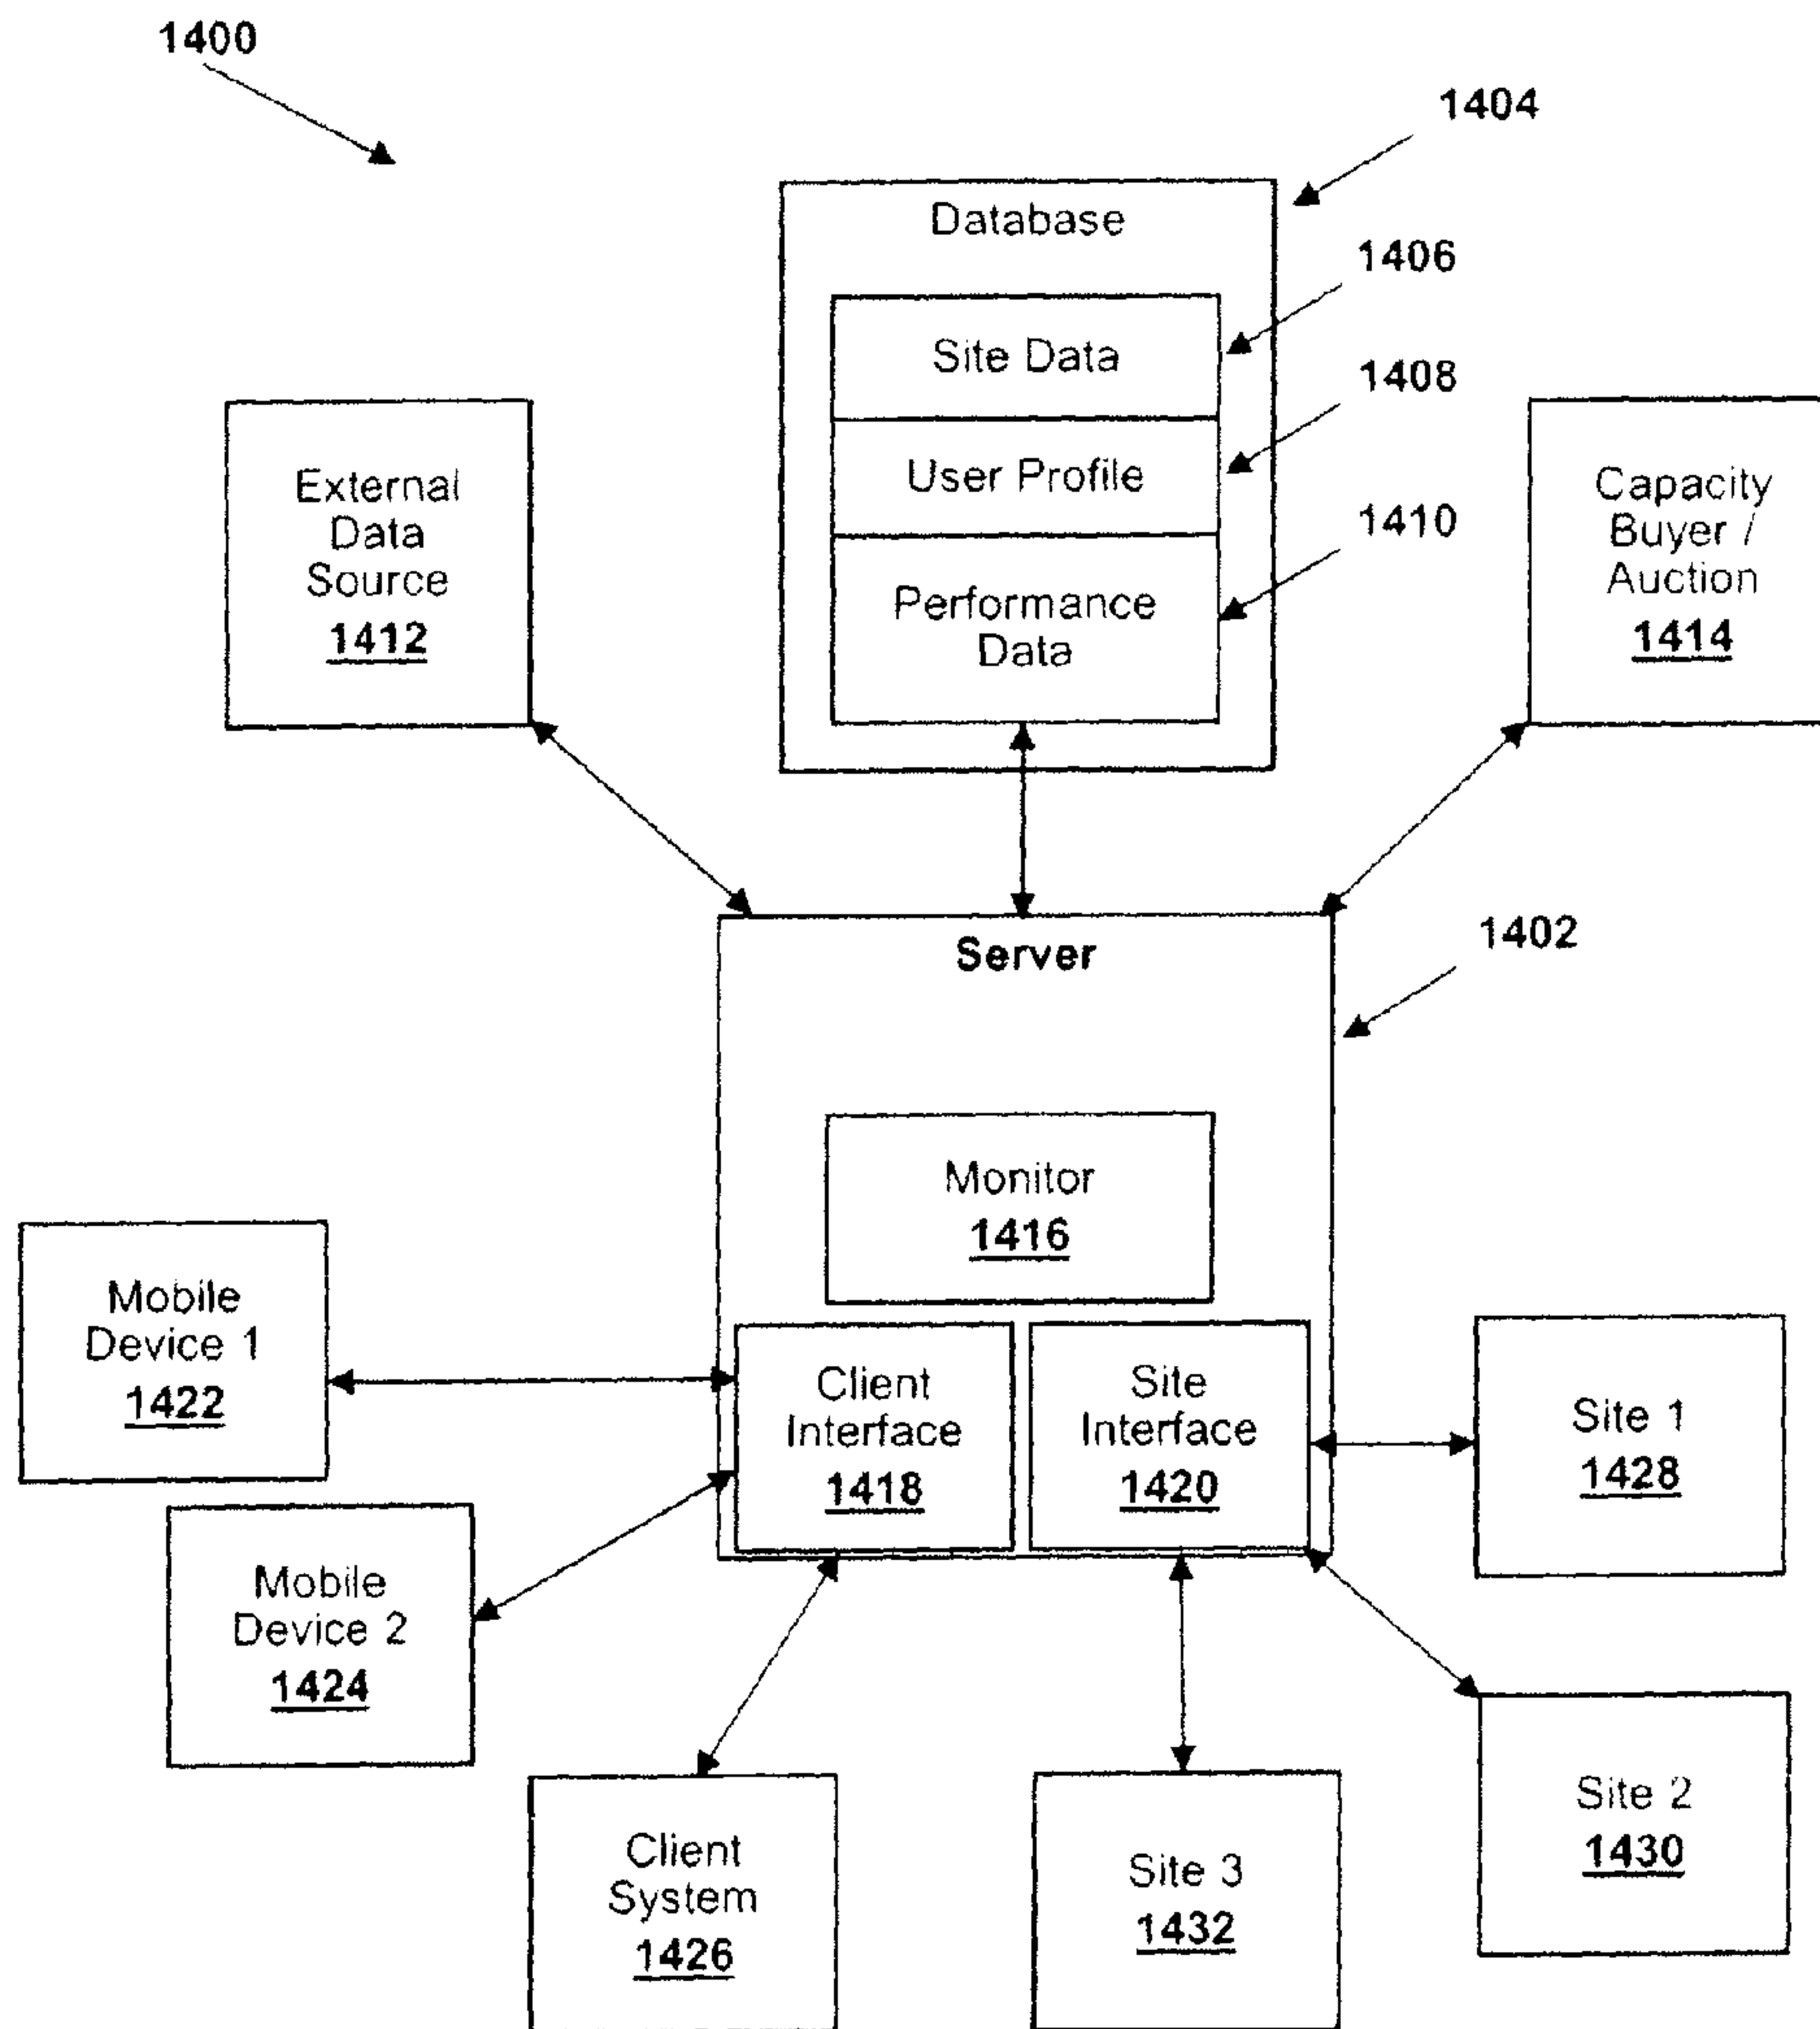 1400
1404
Database
1406
Site Data
1408
User Profile
1410
Performance
Data
External
Data
Source
1412
Capacity
Buyer /
Auction
1414
Server
1402
Monitor
1416
Mobile
Device 1
1422
Client
Interface
1418
Site
Interface
1420
Site 1
1428
Mobile
Device 2
1424
Client
System
1426
Site 3
1432
Site 2
1430